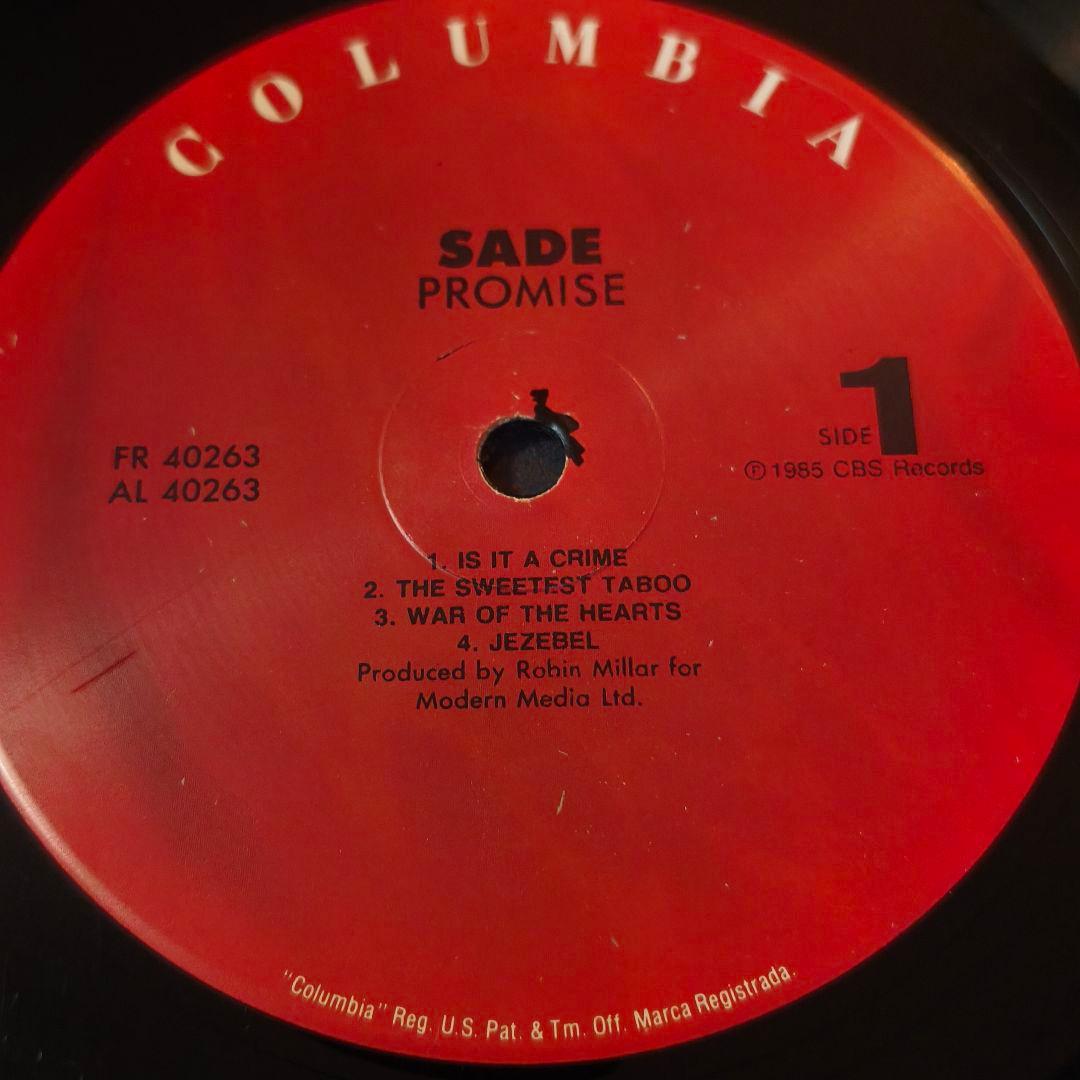 COLUMBIA
SADE
PROMISE
FR 40263
AL 40263
SIDE 1
Ⓟ 1985 CBS Records
1. IS IT A CRIME
2. THE SWEETEST TABOO
3. WAR OF THE HEARTS
4. JEZEBEL
Produced by Robin Millar for
Modern Media Ltd.
"Columbia" Reg. U.S. Pat. & Tm. Off. Marca Registrada.